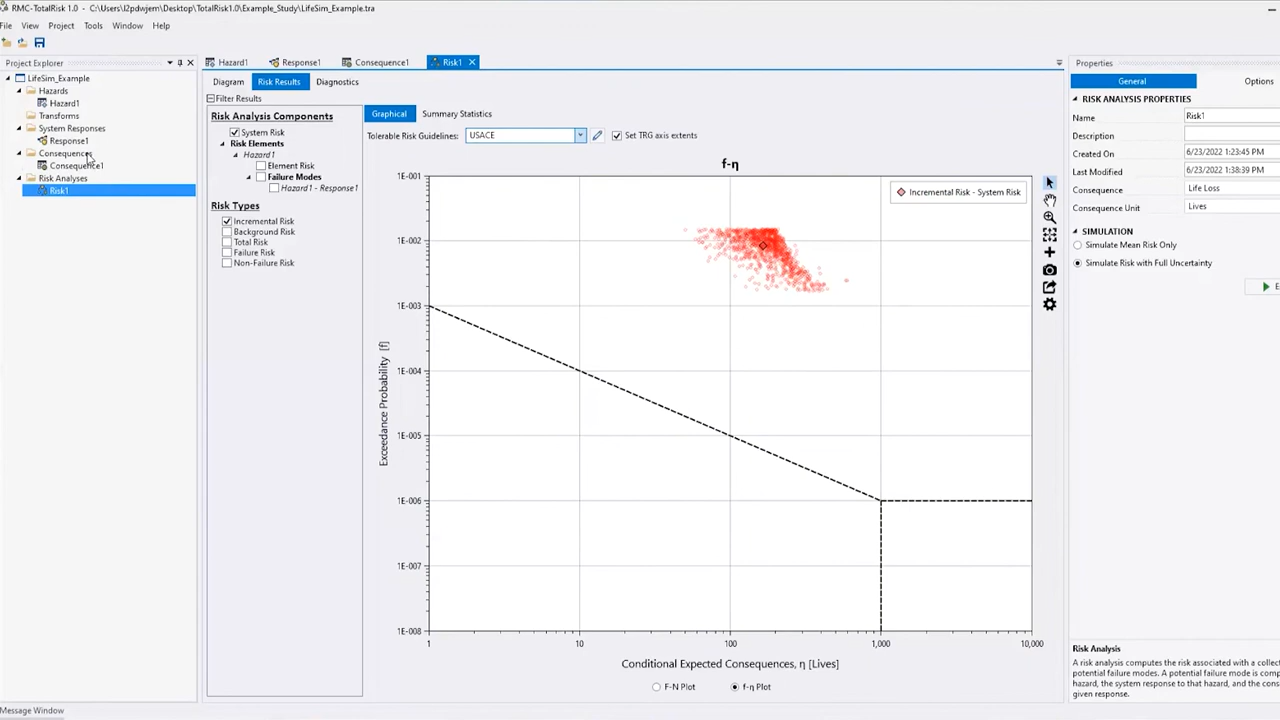 RMC-TotalRisk 1.0 - C:\Users\l2pdwjem\Desktop\TotalRisk1.0\Example_Study\LifeSim_Example.tra
File View Project Tools Window Help
Project Explorer
LifeSim_Example
Hazards
Hazard1
Transforms
System Responses
Response1
Consequences
Consequence1
Risk Analyses
Risk1
Hazard1 Response1 Consequence1 Risk1
Diagram Risk Results Diagnostics
Filter Results
Risk Analysis Components
System Risk
Risk Elements
Hazard1
Element Risk
Failure Modes
Hazard1 - Response1
Risk Types
Incremental Risk
Background Risk
Total Risk
Failure Risk
Non-Failure Risk
Graphical Summary Statistics
Tolerable Risk Guidelines: USACE Set TRG axis extents
f-η
Incremental Risk - System Risk
Exceedance Probability [f]
1E-001
1E-002
1E-003
1E-004
1E-005
1E-006
1E-007
1E-008
1 10 100 1,000 10,000
Conditional Expected Consequences, η [Lives]
F-N Plot f-η Plot
Properties
General Options
RISK ANALYSIS PROPERTIES
Name Risk1
Description
Created On 6/23/2022 1:23:45 PM
Last Modified 6/23/2022 1:38:39 PM
Consequence Life Loss
Consequence Unit Lives
SIMULATION
Simulate Mean Risk Only
Simulate Risk with Full Uncertainty
E
Risk Analysis
A risk analysis computes the risk associated with a collec
potential failure modes. A potential failure mode is comp
hazard, the system response to that hazard, and the cons
given response.
Message Window